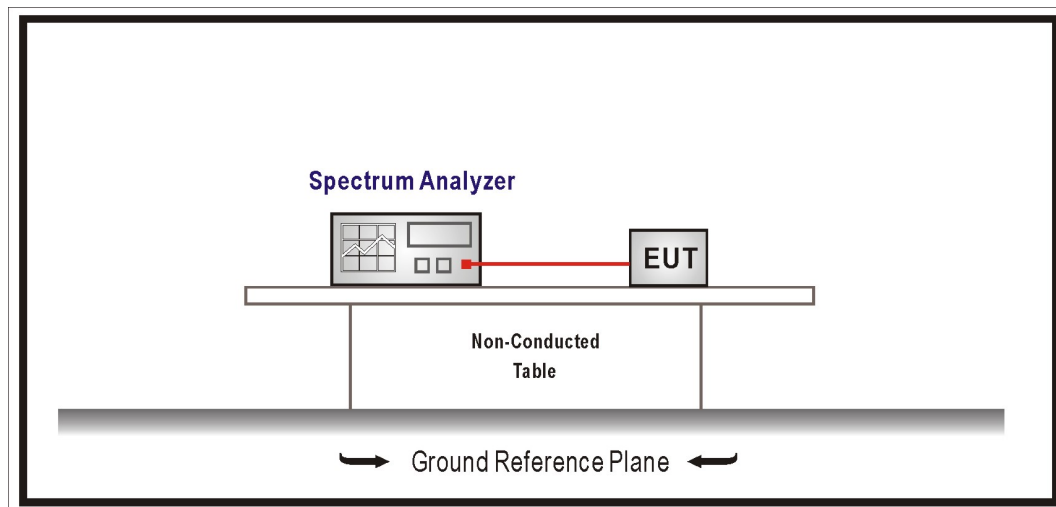 Spectrum Analyzer
EUT
Non-Conducted
Table
Ground Reference Plane